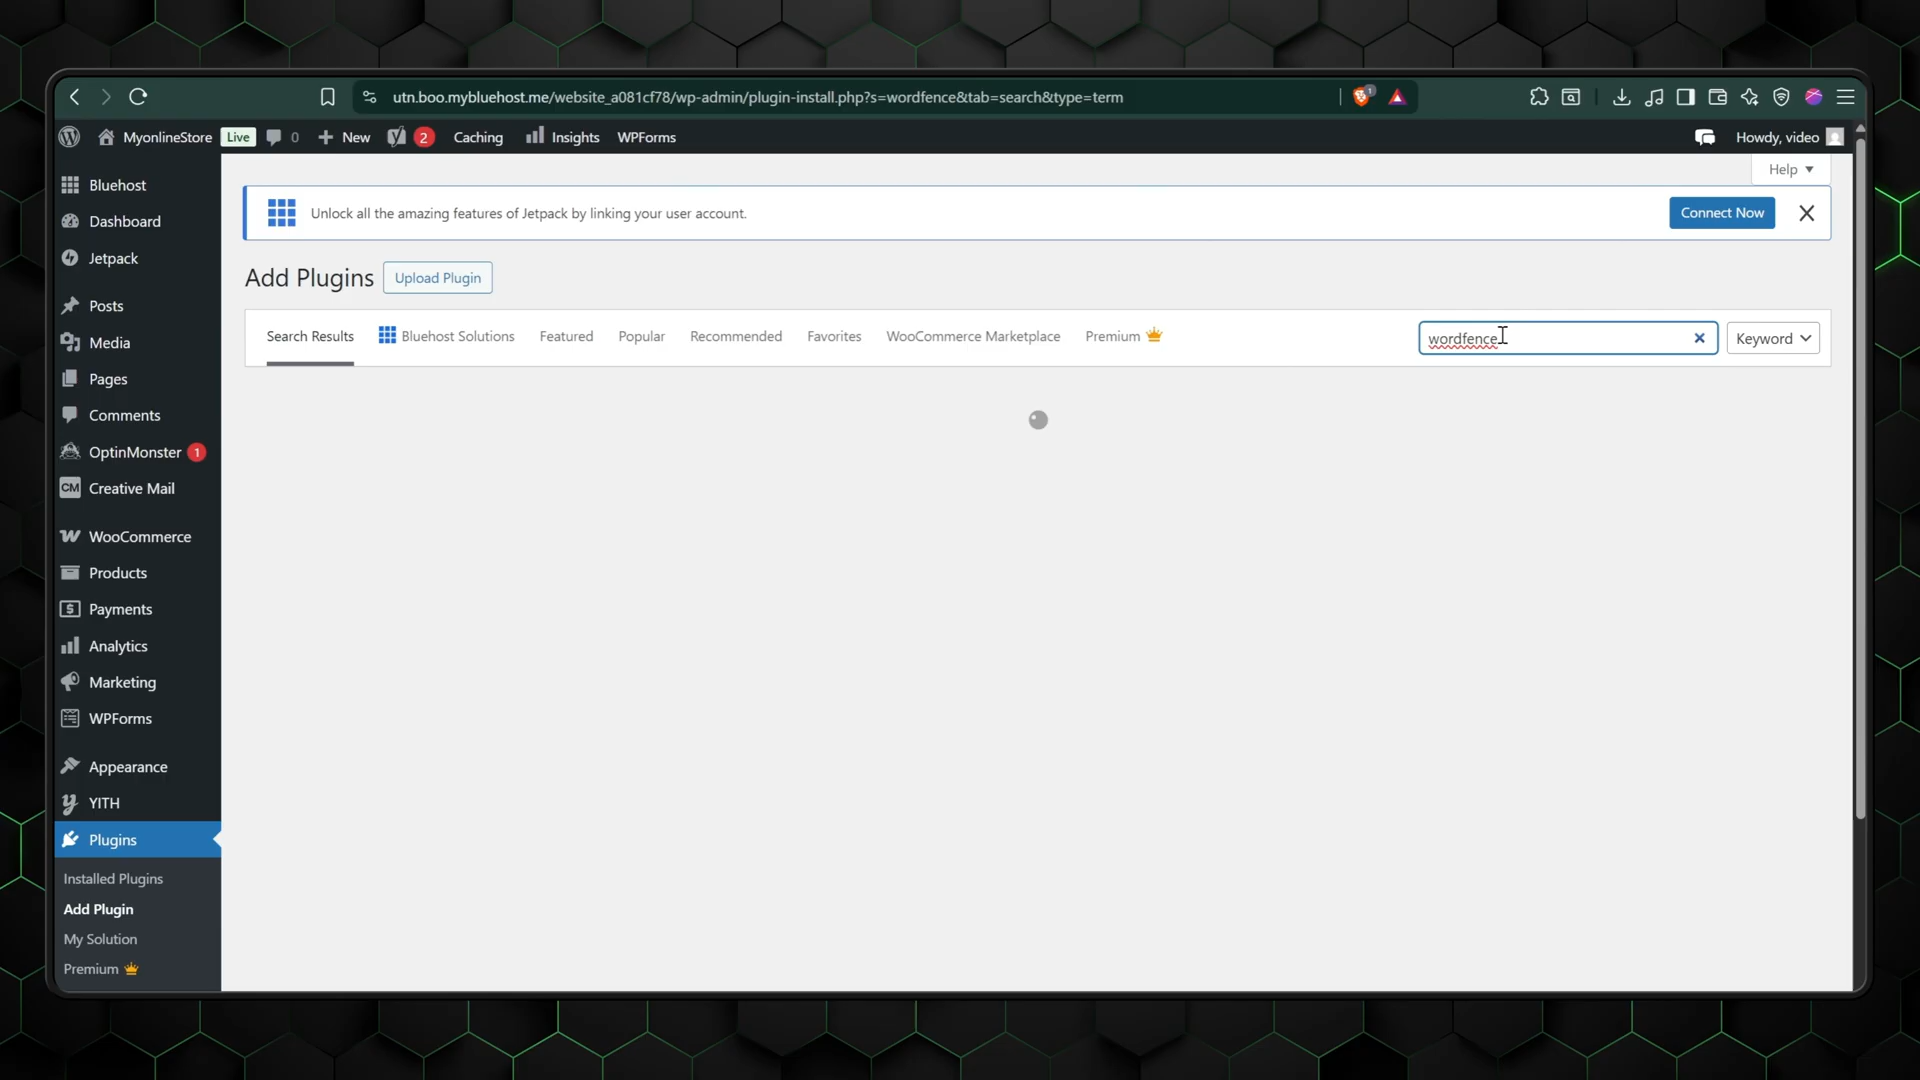 utn.boo.mybluehost.me/website_a081cf78/wp-admin/plugin-install.php?s=wordfence&tab=search&type=term
1
MyonlineStore Live 0 New 2 Caching Insights WPForms
Howdy, video
Help
Unlock all the amazing features of Jetpack by linking your user account.
Connect Now
Add Plugins Upload Plugin
Search Results Bluehost Solutions Featured Popular Recommended Favorites WooCommerce Marketplace Premium
wordfence
Keyword
Bluehost
Dashboard
Jetpack
Posts
Media
Pages
Comments
OptinMonster 1
CM Creative Mail
WooCommerce
Products
Payments
Analytics
Marketing
WPForms
Appearance
YITH
Plugins
Installed Plugins
Add Plugin
My Solution
Premium